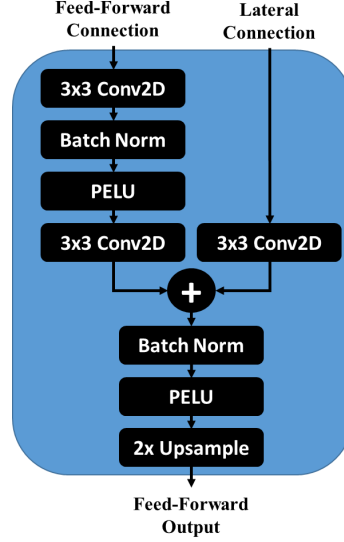 Feed-Forward
Connection
Lateral
Connection
3x3 Conv2D
Batch Norm
PELU
3x3 Conv2D
3x3 Conv2D
+
Batch Norm
PELU
2x Upsample
Feed-Forward
Output